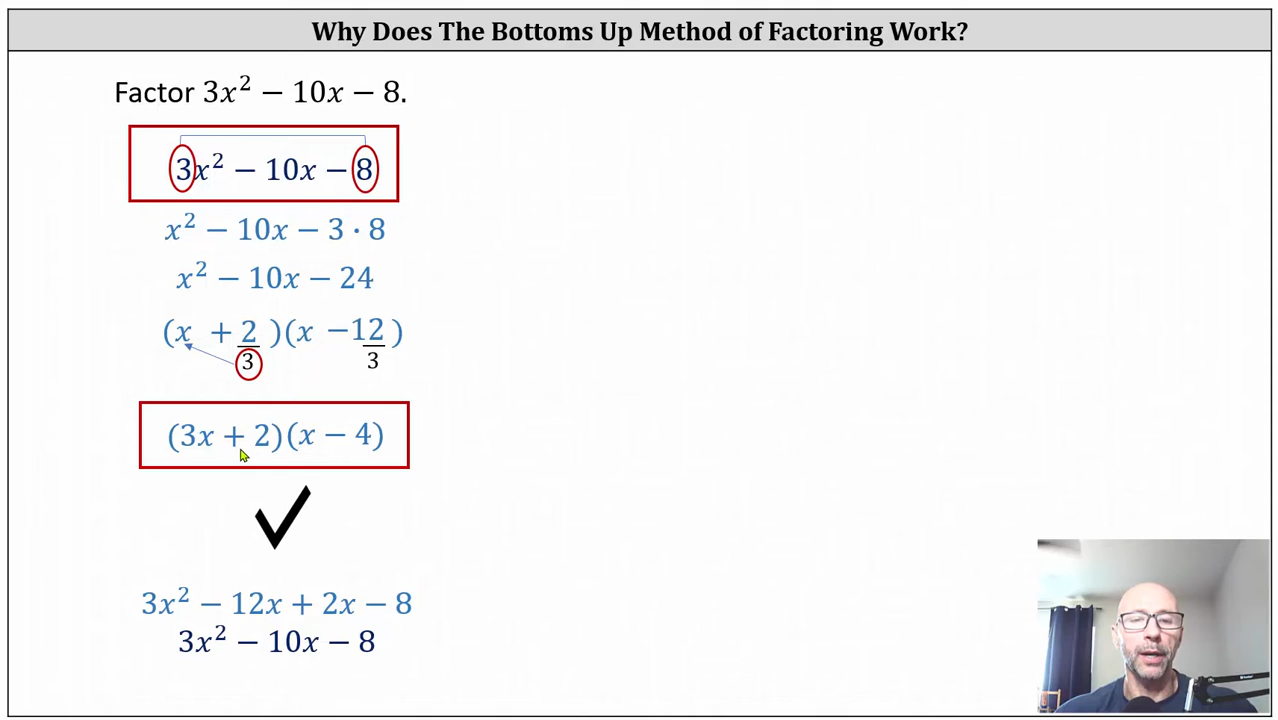 Why Does The Bottoms Up Method of Factoring Work?
Factor 3x² − 10x − 8.
3x² − 10x − 8
x² − 10x − 3 · 8
x² − 10x − 24
(x + 2/3)(x − 12/3)
(3x + 2)(x − 4)
3x² − 12x + 2x − 8
3x² − 10x − 8